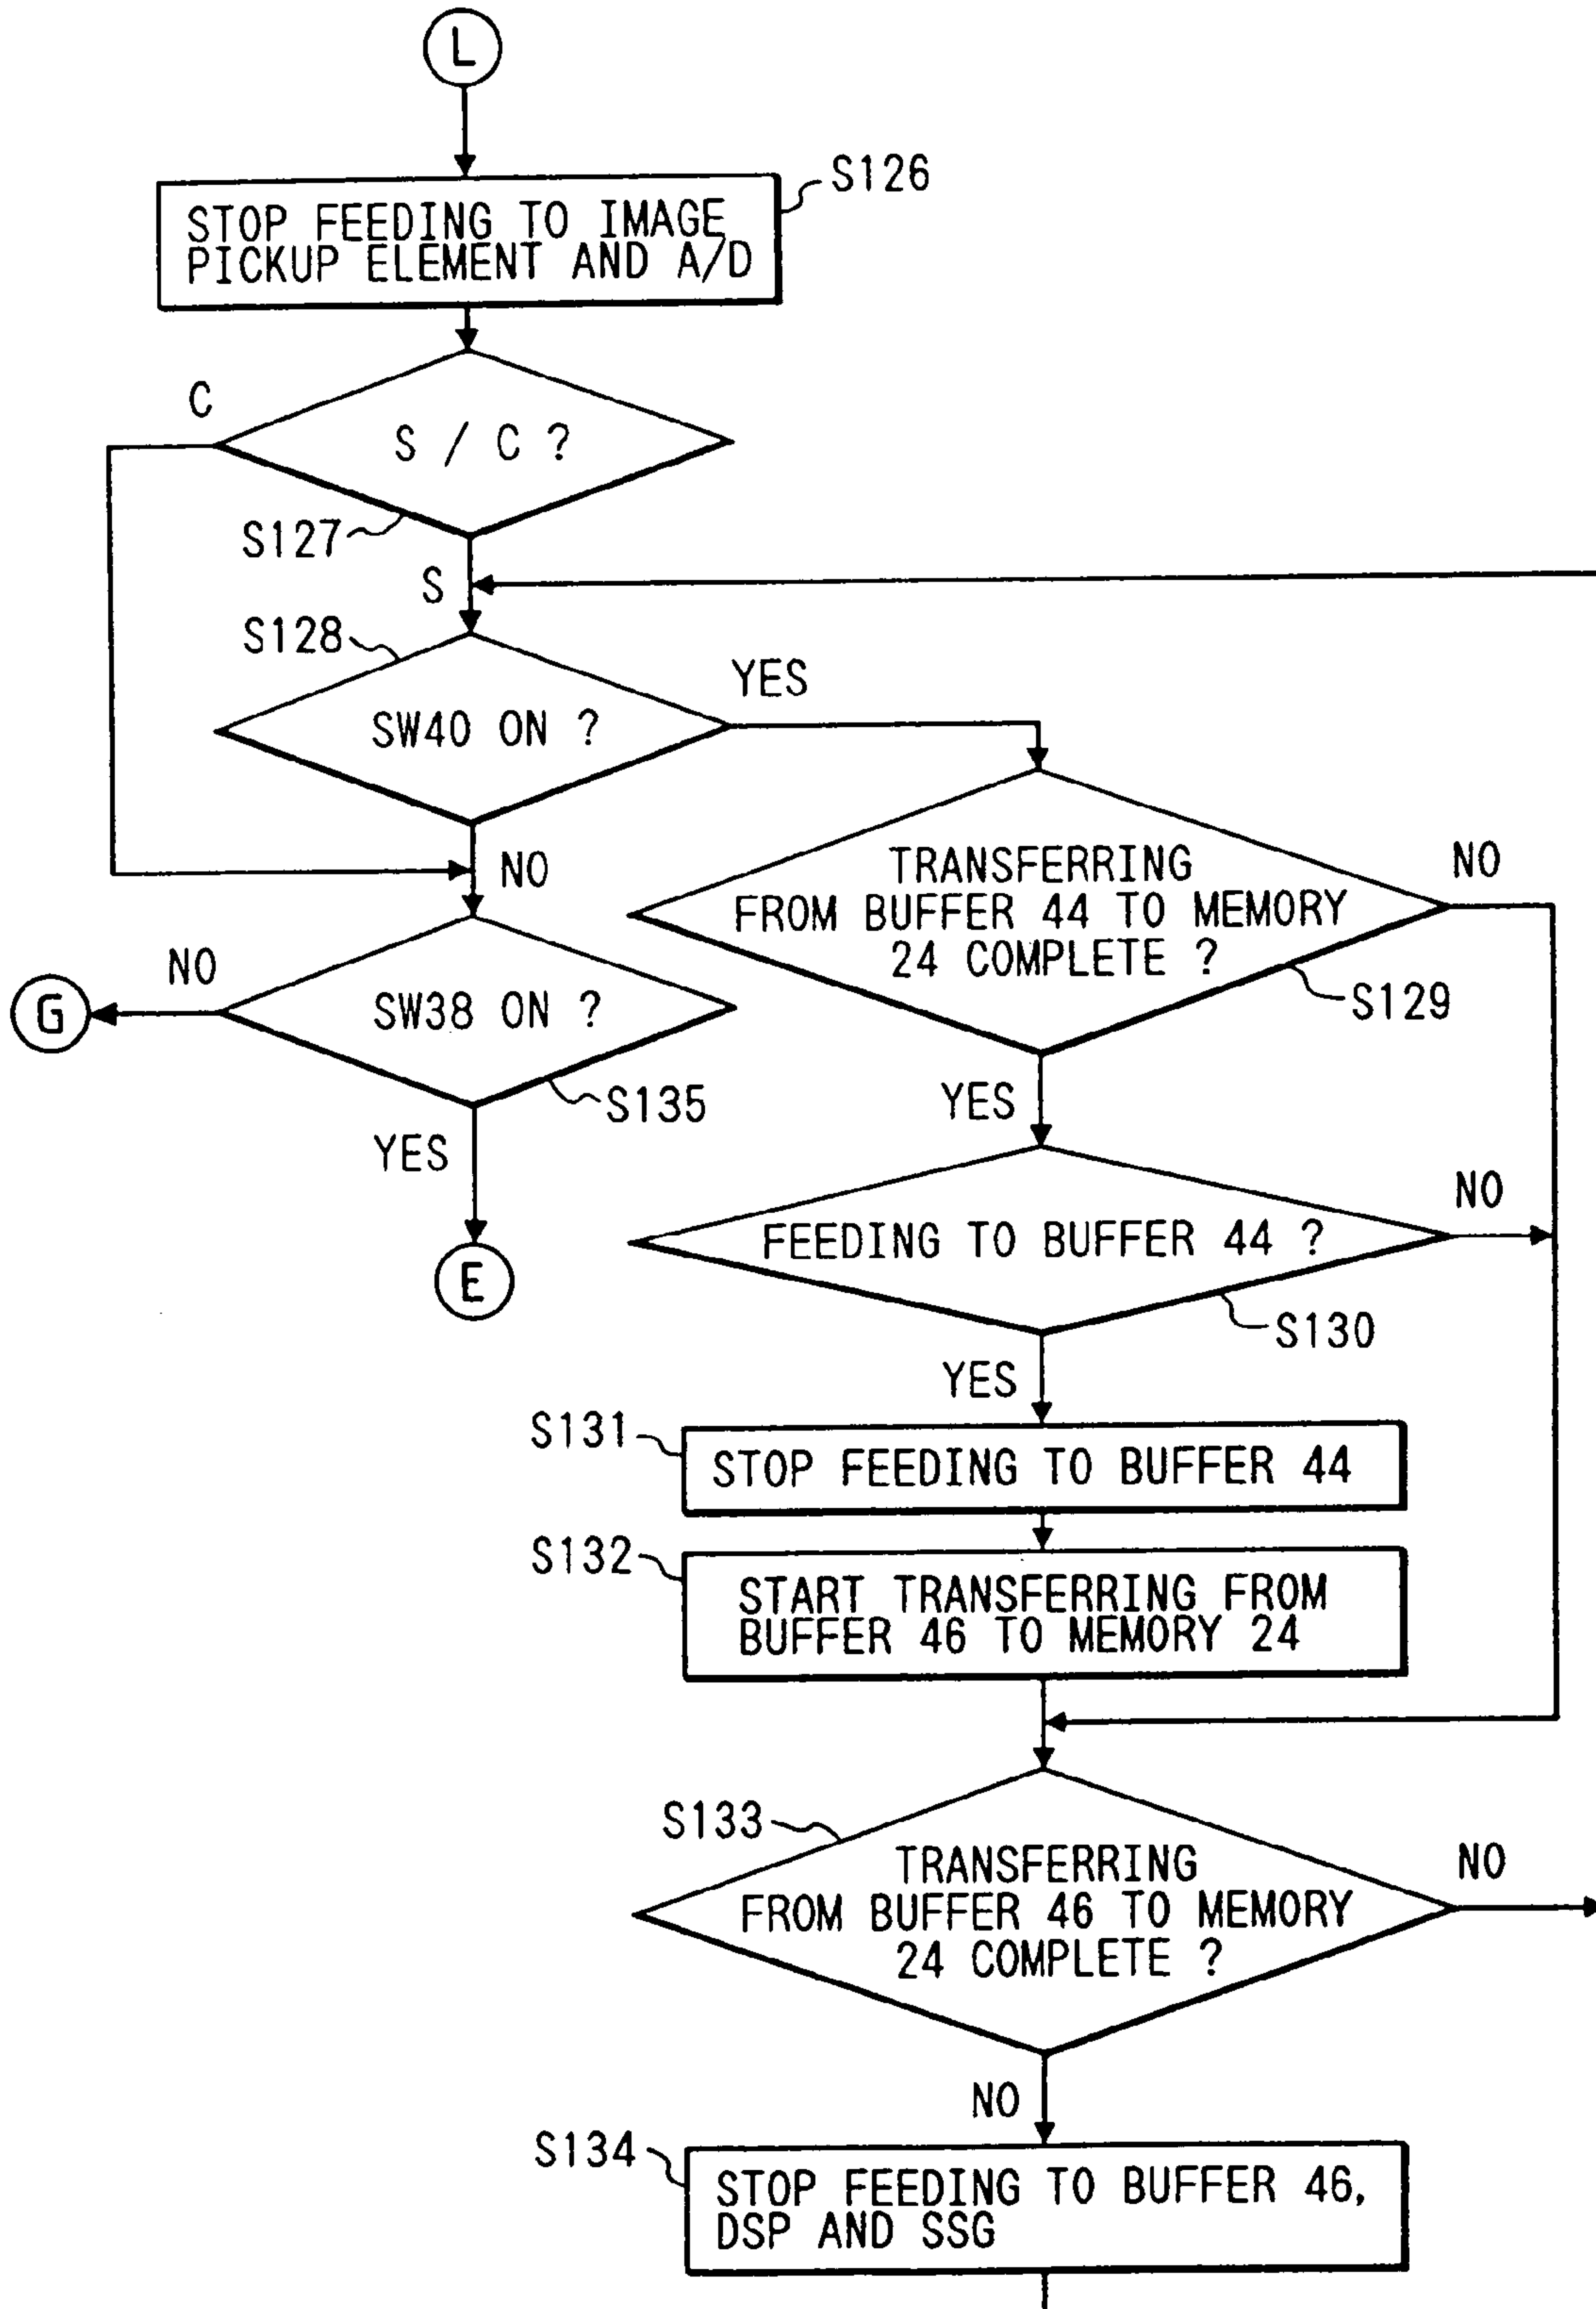 L
S126
STOP FEEDING TO IMAGE
PICKUP ELEMENT AND A/D
C
S / C ?
S127
S
S128
YES
SW40 ON ?
NO
TRANSFERRING
FROM BUFFER 44 TO MEMORY
24 COMPLETE ?
NO
S129
NO
G
SW38 ON ?
S135
YES
YES
E
FEEDING TO BUFFER 44 ?
NO
S130
YES
S131
STOP FEEDING TO BUFFER 44
S132
START TRANSFERRING FROM
BUFFER 46 TO MEMORY 24
S133
TRANSFERRING
FROM BUFFER 46 TO MEMORY
24 COMPLETE ?
NO
NO
S134
STOP FEEDING TO BUFFER 46,
DSP AND SSG